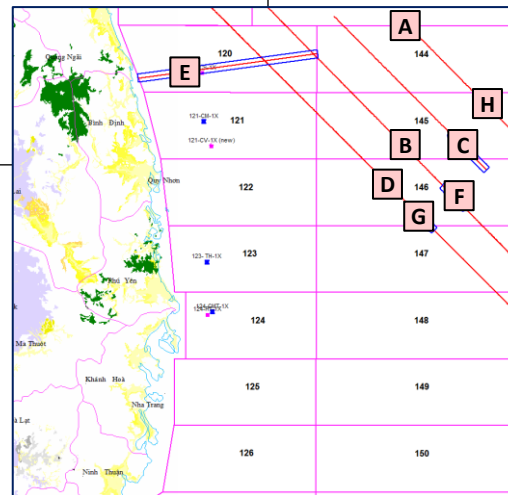 A
120
144
Quảng Ngãi
E
H
121-CM-1X
145
121
Bình Định
B
C
121-CV-1X (new)
Quy Nhơn
D
122
146
F
G
123
147
123- TH-1X
Phú Yên
124
148
Ma Thuột
Khánh Hoà
125
149
Nha Trang
à Lạt
126
150
Ninh Thuận